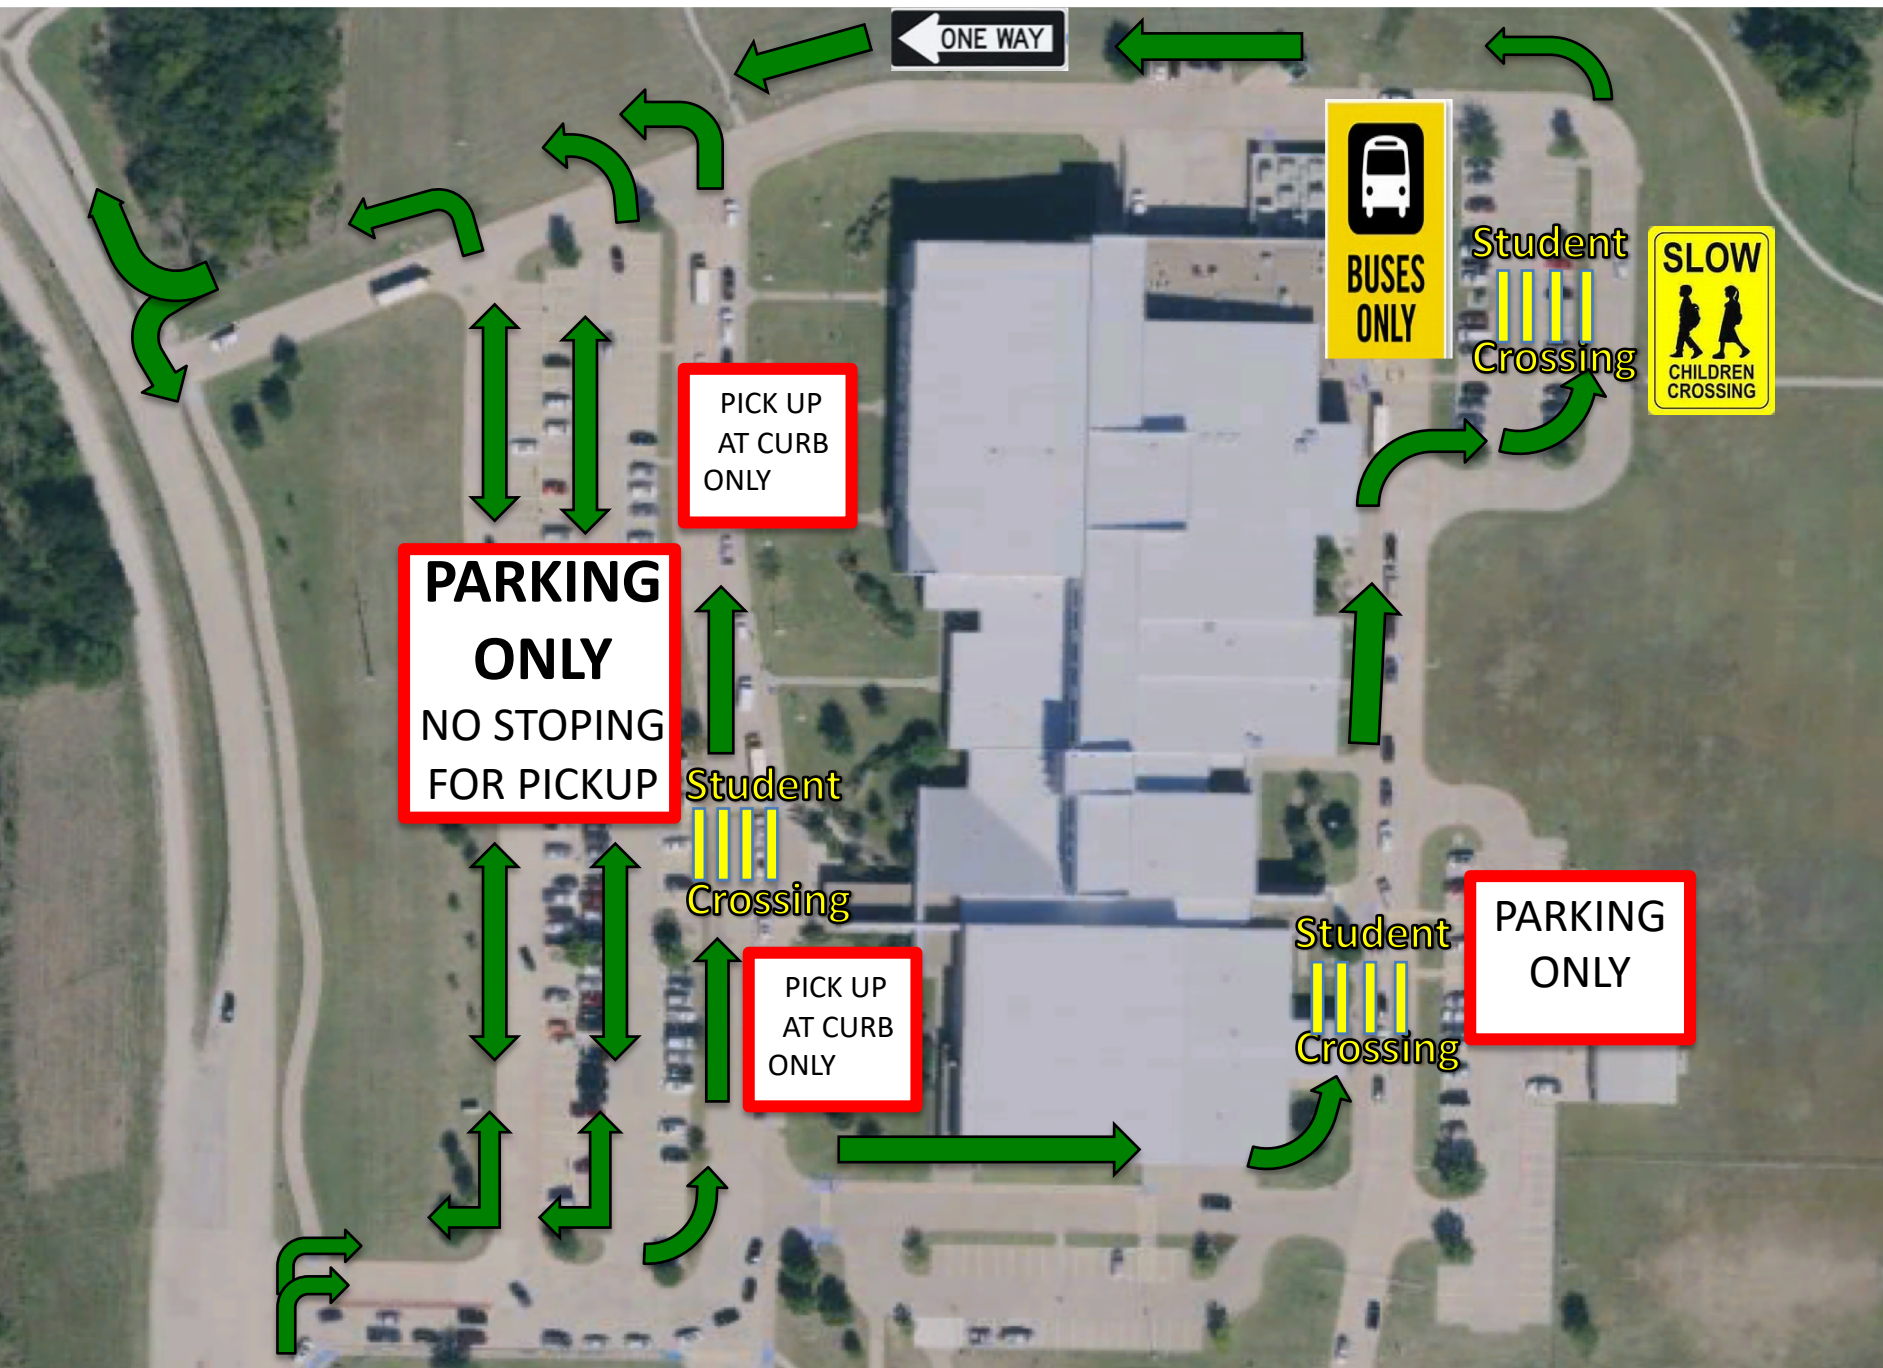 ONE WAY
BUSES
ONLY
Student
Crossing
SLOW
CHILDREN
CROSSING
PICK UP
AT CURB
ONLY
PARKING
ONLY
NO STOPING
FOR PICKUP
Student
Crossing
PICK UP
AT CURB
ONLY
Student
Crossing
PARKING
ONLY